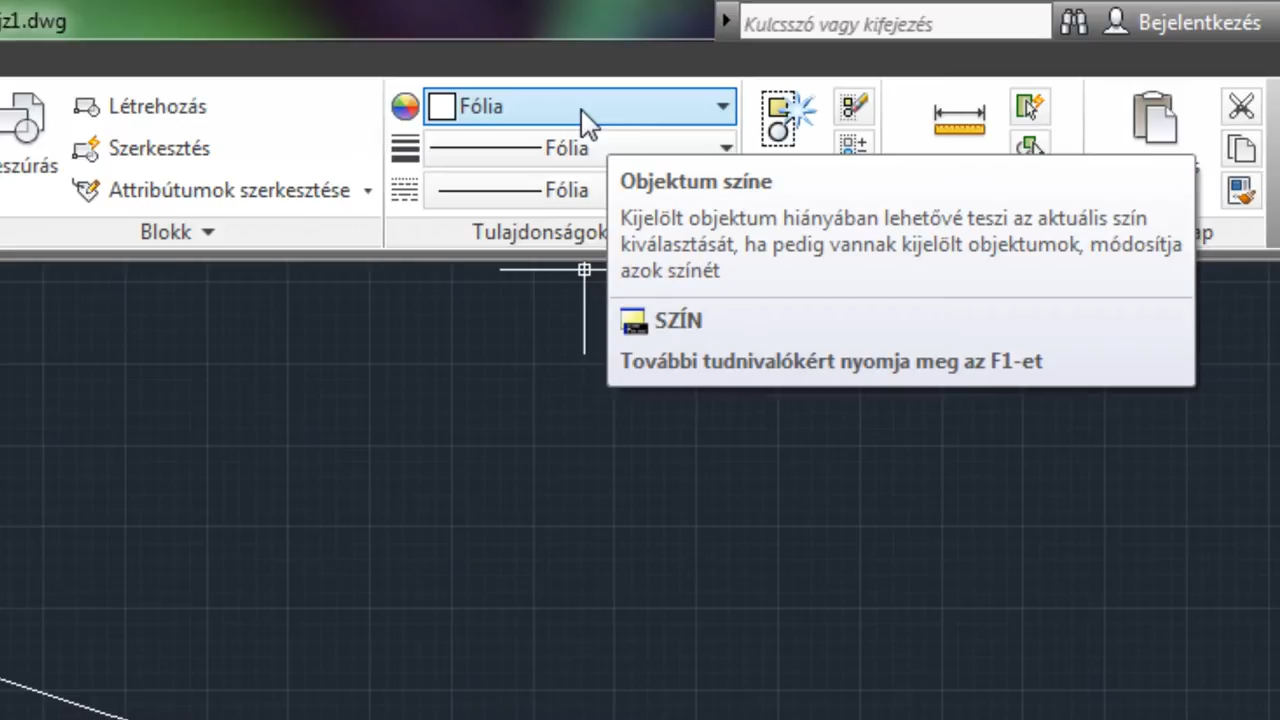 jz1.dwg
Kulcsszó vagy kifejezés
Bejelentkezés
Létrehozás
Szerkesztés
Attribútumok szerkesztése
Blokk
Fólia
Fólia
Fólia
Tulajdonságok
Objektum színe
Kijelölt objektum hiányában lehetővé teszi az aktuális szín
kiválasztását, ha pedig vannak kijelölt objektumok, módosítja
azok színét
SZÍN
További tudnivalókért nyomja meg az F1-et